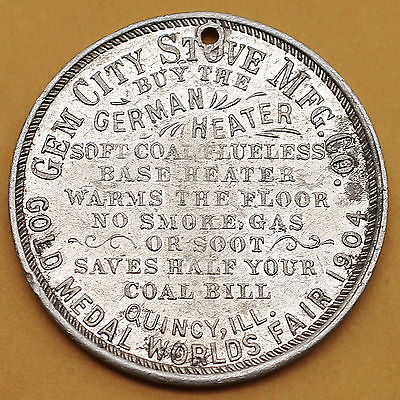 GEM CITY STOVE MFG. CO.
BUY THE
GERMAN
HEATER
SOFT COAL FLUELESS
BASE HEATER
WARMS THE FLOOR
NO SMOKE, GAS
OR SOOT
SAVES HALF YOUR
COAL BILL
QUINCY, ILL.
GOLD MEDAL WORLDS FAIR 1904